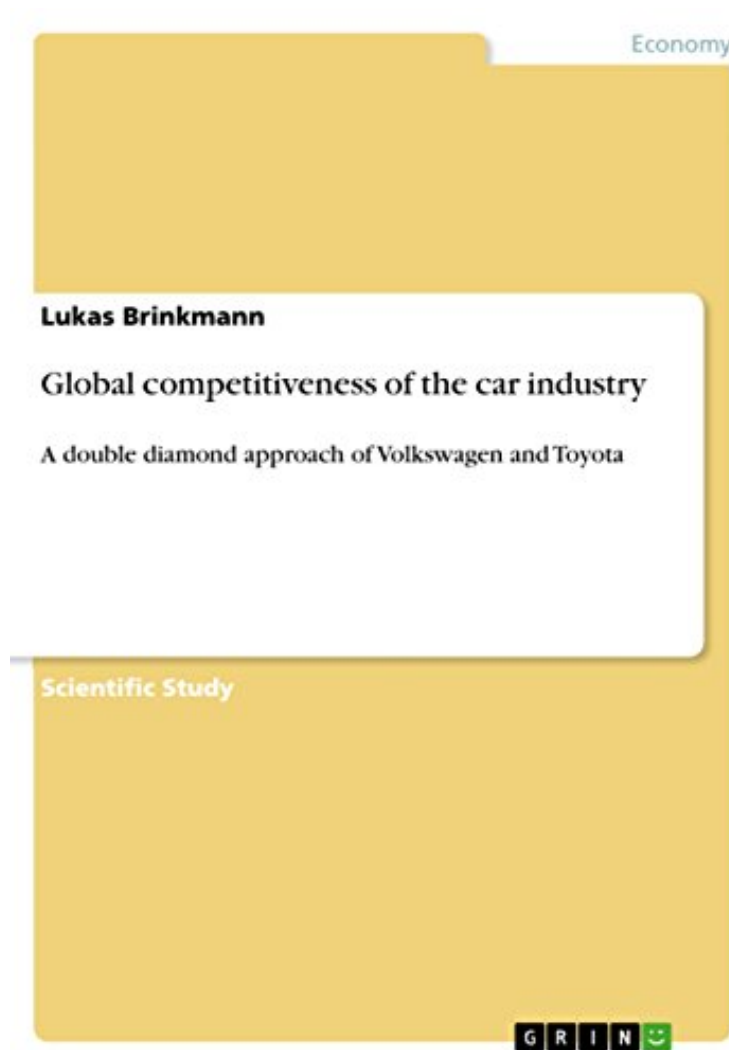 Economy
Lukas Brinkmann
Global competitiveness of the car industry
A double diamond approach of Volkswagen and Toyota
Scientific Study
GRIN